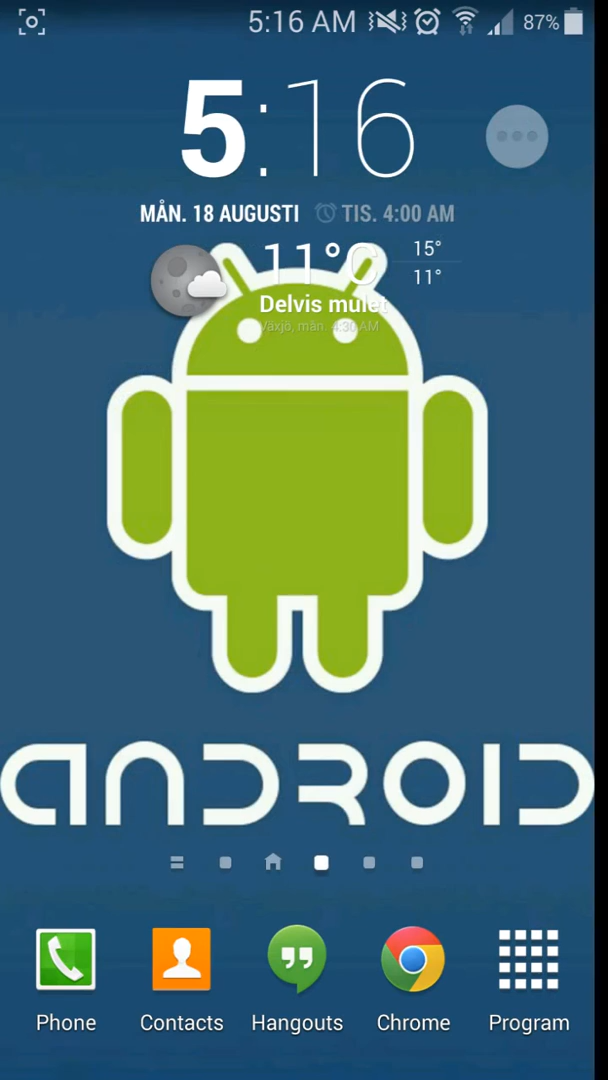 5:16 AM 87%
5:16
MÅN. 18 AUGUSTI TIS. 4:00 AM
11°C 15°
11°
Delvis mulet
Växjö, mån. 4:30 AM
ANDROID
Phone Contacts Hangouts Chrome Program